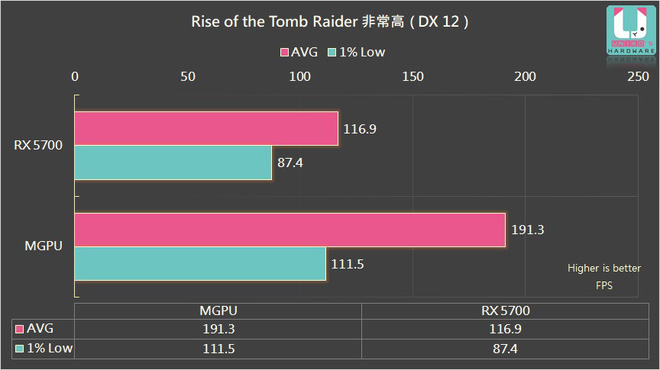 Rise of the Tomb Raider 非常高 ( DX 12 )
UNIKO'S
HARDWARE
AVG 1% Low
0 50 100 150 200 250
RX 5700
116.9
87.4
MGPU
191.3
111.5
Higher is better
FPS
MGPU RX 5700
AVG 191.3 116.9
1% Low 111.5 87.4